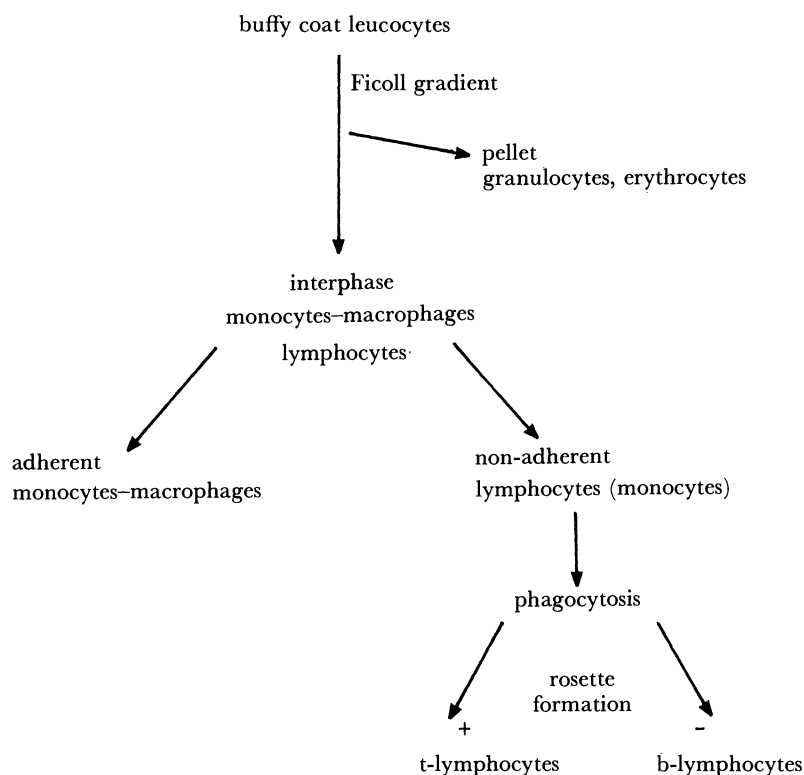 buffy coat leucocytes
Ficoll gradient
pellet
granulocytes, erythrocytes
interphase
monocytes–macrophages
lymphocytes
adherent
monocytes–macrophages
non-adherent
lymphocytes (monocytes)
phagocytosis
rosette
formation
+
–
t-lymphocytes
b-lymphocytes